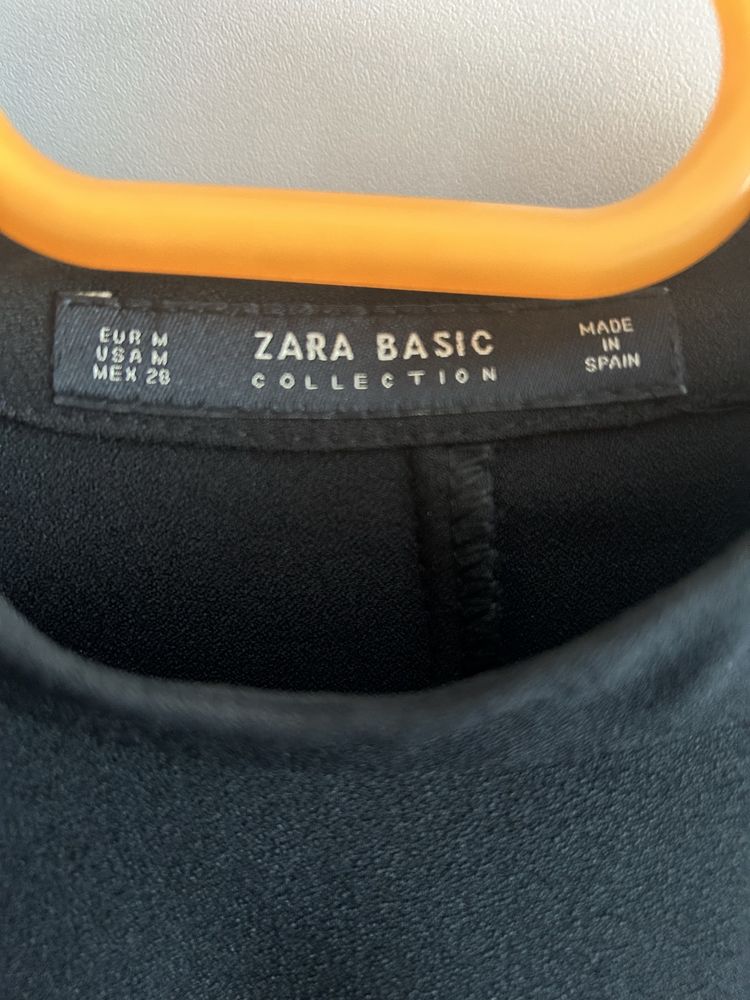 EUR M
USA M
MEX 28
ZARA BASIC
COLLECTION
MADE
IN
SPAIN